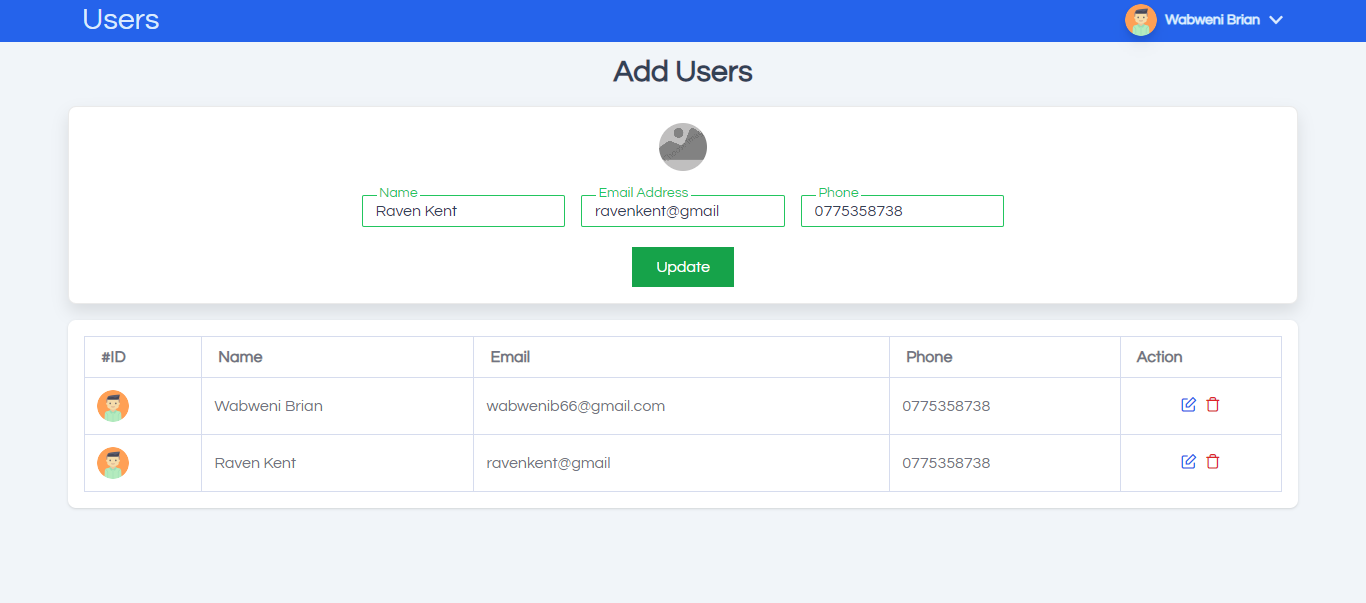 Users
Wabweni Brian
Add Users
Name
Email Address
Phone
Raven Kent
ravenkent@gmail
0775358738
Update
#ID Name Email Phone Action
Wabweni Brian wabwenib66@gmail.com 0775358738
Raven Kent ravenkent@gmail 0775358738